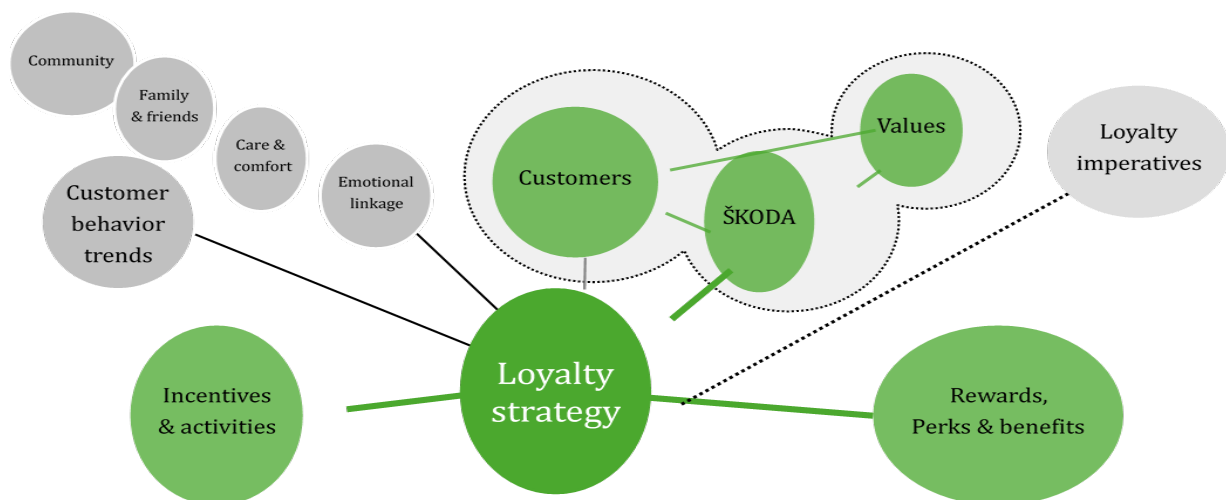 Community
Family
& friends
Care &
comfort
Emotional
linkage
Customer
behavior
trends
Customers
ŠKODA
Values
Loyalty
imperatives
Incentives
& activities
Loyalty
strategy
Rewards,
Perks & benefits